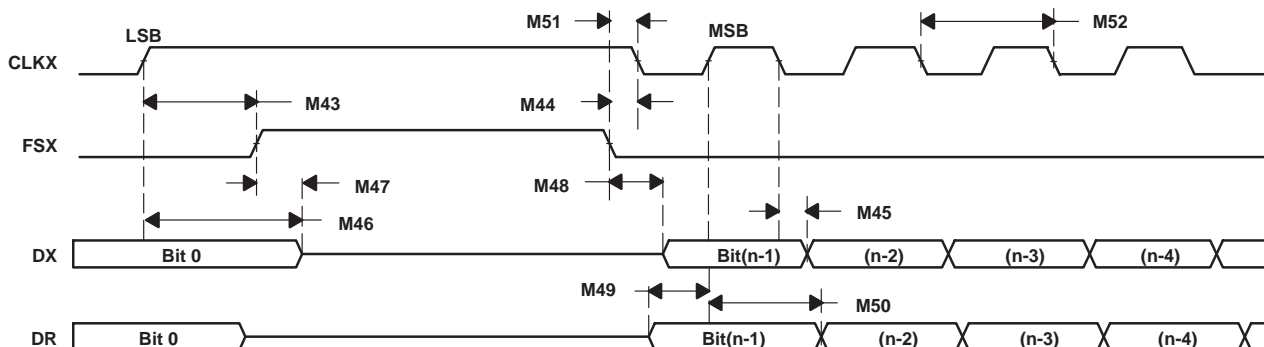 M51
M52
LSB
MSB
CLKX
M43
M44
FSX
M47
M48
M45
M46
DX
Bit 0
Bit(n-1)
(n-2)
(n-3)
(n-4)
M49
M50
DR
Bit 0
Bit(n-1)
(n-2)
(n-3)
(n-4)